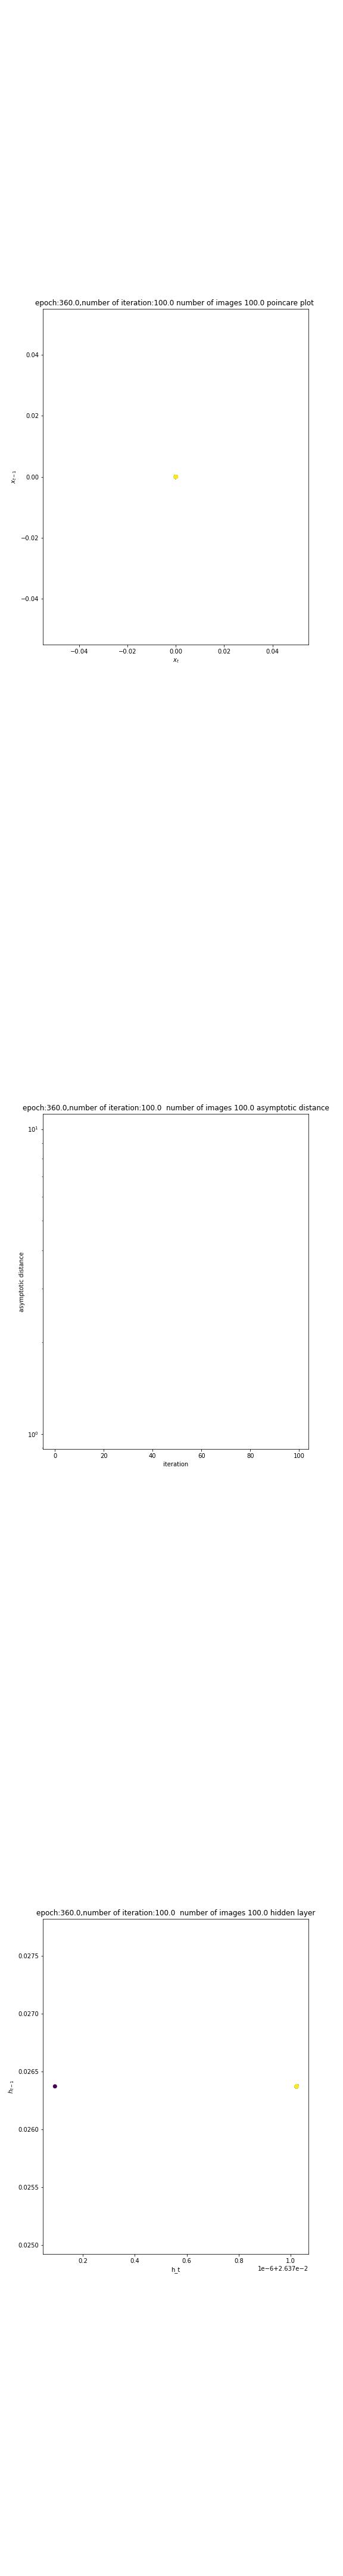 epoch:360.0,number of iteration:100.0 number of images 100.0 poincare plot
0.04
0.02
0.00
−0.02
−0.04
x_{t−1}
−0.04 −0.02 0.00 0.02 0.04
x_t
epoch:360.0,number of iteration:100.0  number of images 100.0 asymptotic distance
10^1
10^0
asymptotic distance
0 20 40 60 80 100
iteration
epoch:360.0,number of iteration:100.0  number of images 100.0 hidden layer
0.0275
0.0270
0.0265
0.0260
0.0255
0.0250
h_{t−1}
0.2 0.4 0.6 0.8 1.0
h_t
1e−6+2.637e−2